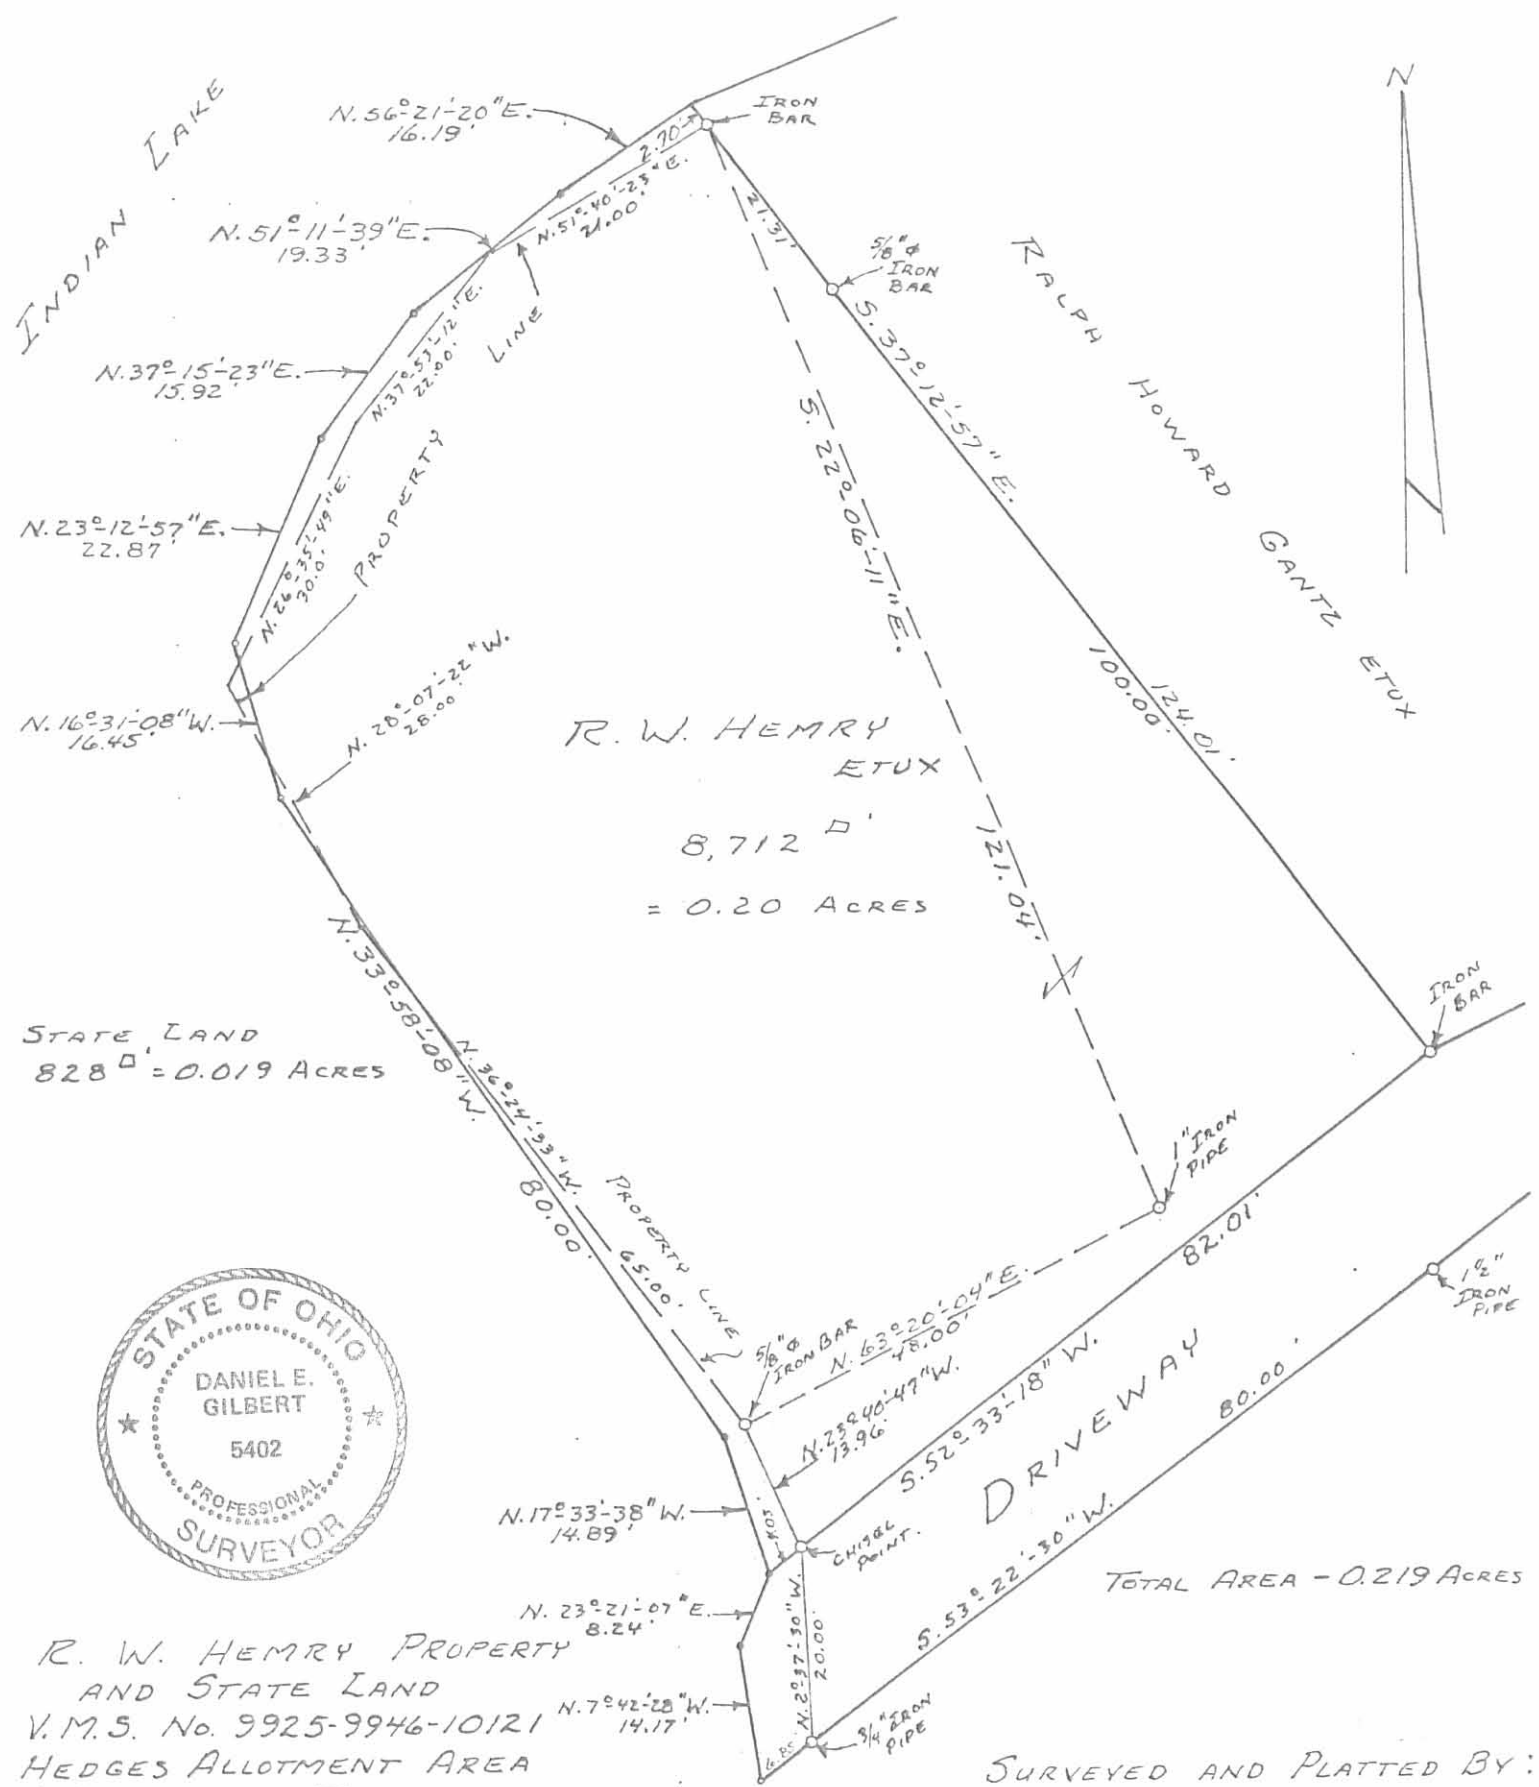 INDIAN LAKE
N
N. 56°-21'-20"E.
16.19'
IRON
BAR
2.70'
N. 51°-40'-23"E.
21.00'
N. 51°-11'-39"E.
19.33'
21.31'
5/8"ø
IRON
BAR
RALPH HOWARD GANTZ ETUX
N. 37°-15'-23"E.
15.92'
N. 37°-53'-12"E.
22.00'
PROPERTY LINE
S. 37°-12'-57"E.
N. 23°-12'-57"E.
22.87'
N. 26°-35'-49"E.
30.0'
S. 22°-06'-11"E.
121.04'
N. 16°-31'-08"W.
16.45'
N. 28°-07'-22"W.
28.00'
100.00'
124.01'
R. W. HEMRY
ETUX
8,712 □'
= 0.20 ACRES
N. 33°-58'-08"W.
80.00'
STATE LAND
828 □' = 0.019 ACRES
N. 36°-24'-33"W.
65.00'
PROPERTY LINE
IRON
BAR
1" IRON
PIPE
82.01'
1 1/2"
IRON
PIPE
5/8"ø
IRON BAR
N. 63°-20'-04"E.
48.00'
N. 23°40'-47"W.
13.96'
S. 52°-33'-18"W.
DRIVEWAY
80.00'
S. 53°-22'-30"W.
STATE OF OHIO
DANIEL E.
GILBERT
5402
PROFESSIONAL
SURVEYOR
N. 17°-33'-38"W.
14.89'
CHISEL
POINT.
TOTAL AREA - 0.219 ACRES
N. 23°-21'-07"E.
8.24'
N. 2°-37'-30"W.
20.00'
N. 7°-42'-28"W.
14.17'
6.85'
3/4" IRON
PIPE
R. W. HEMRY PROPERTY
AND STATE LAND
V.M.S. No. 9925-9946-10121
HEDGES ALLOTMENT AREA
SURVEYED AND PLATTED BY: